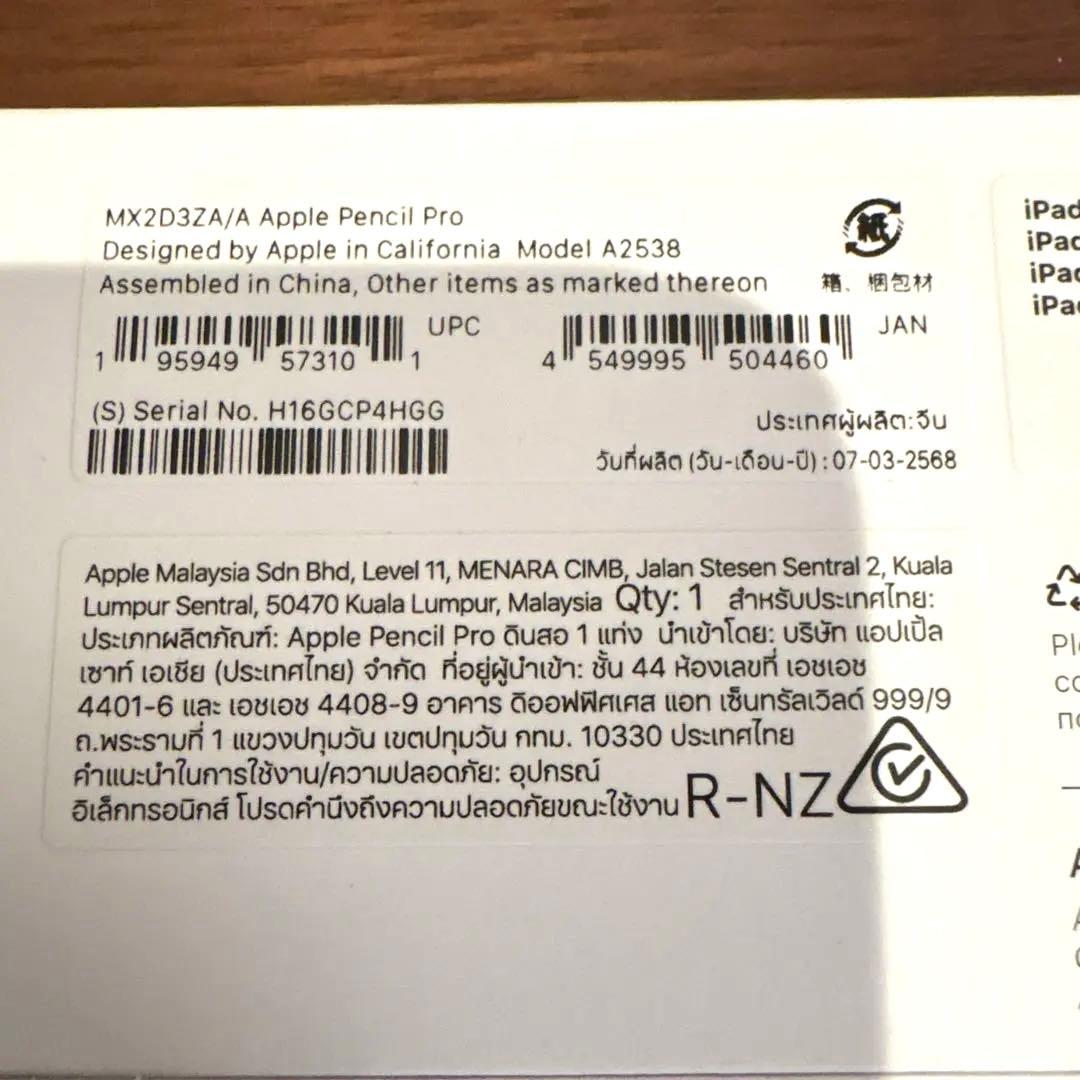 MX2D3ZA/A Apple Pencil Pro
Designed by Apple in California Model A2538
Assembled in China, Other items as marked thereon
紙
箱、梱包材
UPC
1 95949 57310 1
JAN
4 549995 504460
(S) Serial No. H16GCP4HGG
ประเทศผู้ผลิต:จีน
วันที่ผลิต (วัน-เดือน-ปี) : 07-03-2568
Apple Malaysia Sdn Bhd, Level 11, MENARA CIMB, Jalan Stesen Sentral 2, Kuala
Lumpur Sentral, 50470 Kuala Lumpur, Malaysia Qty: 1 สำหรับประเทศไทย:
ประเภทผลิตภัณฑ์: Apple Pencil Pro ดินสอ 1 แท่ง นำเข้าโดย: บริษัท แอปเปิ้ล
เซาท์ เอเชีย (ประเทศไทย) จำกัด ที่อยู่ผู้นำเข้า: ชั้น 44 ห้องเลขที่ เอชเอช
4401-6 และ เอชเอช 4408-9 อาคาร ดิออฟฟิศเศส แอท เซ็นทรัลเวิลด์ 999/9
ถ.พระรามที่ 1 แขวงปทุมวัน เขตปทุมวัน กทม. 10330 ประเทศไทย
คำแนะนำในการใช้งาน/ความปลอดภัย: อุปกรณ์
อิเล็กทรอนิกส์ โปรดคำนึงถึงความปลอดภัยขณะใช้งาน R-NZ
iPad
iPad
iPad
iPad